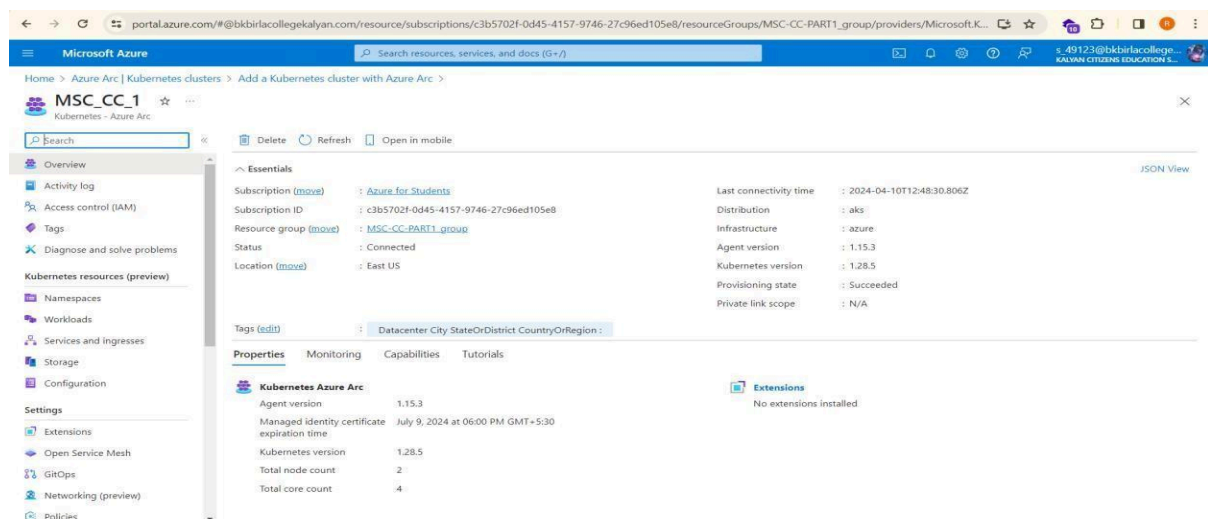 portal.azure.com/#@bkbirlacollegekalyan.com/resource/subscriptions/c3b5702f-0d45-4157-9746-27c96ed105e8/resourceGroups/MSC-CC-PART1_group/providers/Microsoft.K...
10
R
Microsoft Azure
Search resources, services, and docs (G+/)
s_49123@bkbirlacollege...
KALYAN CITIZENS EDUCATION S...
Home > Azure Arc | Kubernetes clusters > Add a Kubernetes cluster with Azure Arc >
MSC_CC_1
Kubernetes - Azure Arc
Search
Delete Refresh Open in mobile
Overview
Activity log
Access control (IAM)
Tags
Diagnose and solve problems
Kubernetes resources (preview)
Namespaces
Workloads
Services and ingresses
Storage
Configuration
Settings
Extensions
Open Service Mesh
GitOps
Networking (preview)
Policies
Essentials
JSON View
Subscription (move) : Azure for Students
Subscription ID : c3b5702f-0d45-4157-9746-27c96ed105e8
Resource group (move) : MSC-CC-PART1_group
Status : Connected
Location (move) : East US
Last connectivity time : 2024-04-10T12:48:30.806Z
Distribution : aks
Infrastructure : azure
Agent version : 1.15.3
Kubernetes version : 1.28.5
Provisioning state : Succeeded
Private link scope : N/A
Tags (edit) : Datacenter City StateOrDistrict CountryOrRegion :
Properties Monitoring Capabilities Tutorials
Kubernetes Azure Arc
Agent version 1.15.3
Managed identity certificate expiration time July 9, 2024 at 06:00 PM GMT+5:30
Kubernetes version 1.28.5
Total node count 2
Total core count 4
Extensions
No extensions installed